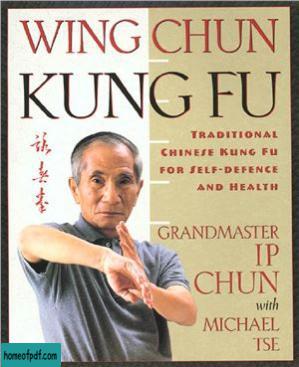 WING CHUN
KUNG FU
TRADITIONAL
CHINESE KUNG FU
FOR SELF-DEFENCE
AND HEALTH
詠春拳
GRANDMASTER
IP
CHUN
with
MICHAEL
TSE
homeofpdf.com